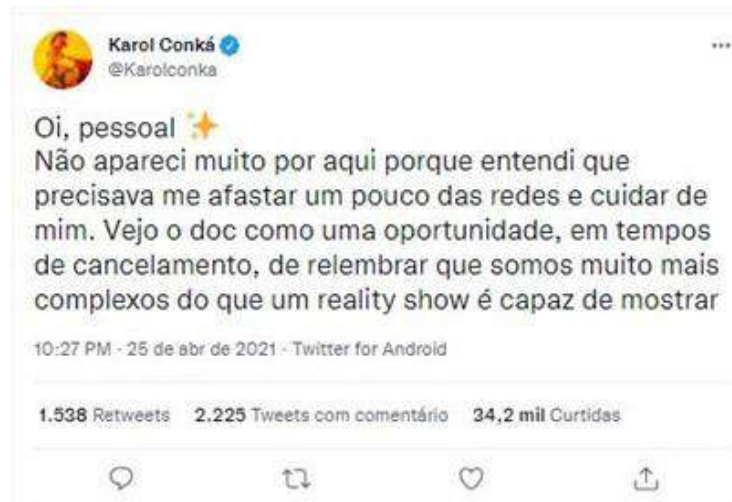 Karol Conká
@Karolconka
Oi, pessoal ✨
Não apareci muito por aqui porque entendi que
precisava me afastar um pouco das redes e cuidar de
mim. Vejo o doc como uma oportunidade, em tempos
de cancelamento, de relembrar que somos muito mais
complexos do que um reality show é capaz de mostrar
10:27 PM · 25 de abr de 2021 · Twitter for Android
1.538 Retweets 2.225 Tweets com comentário 34,2 mil Curtidas